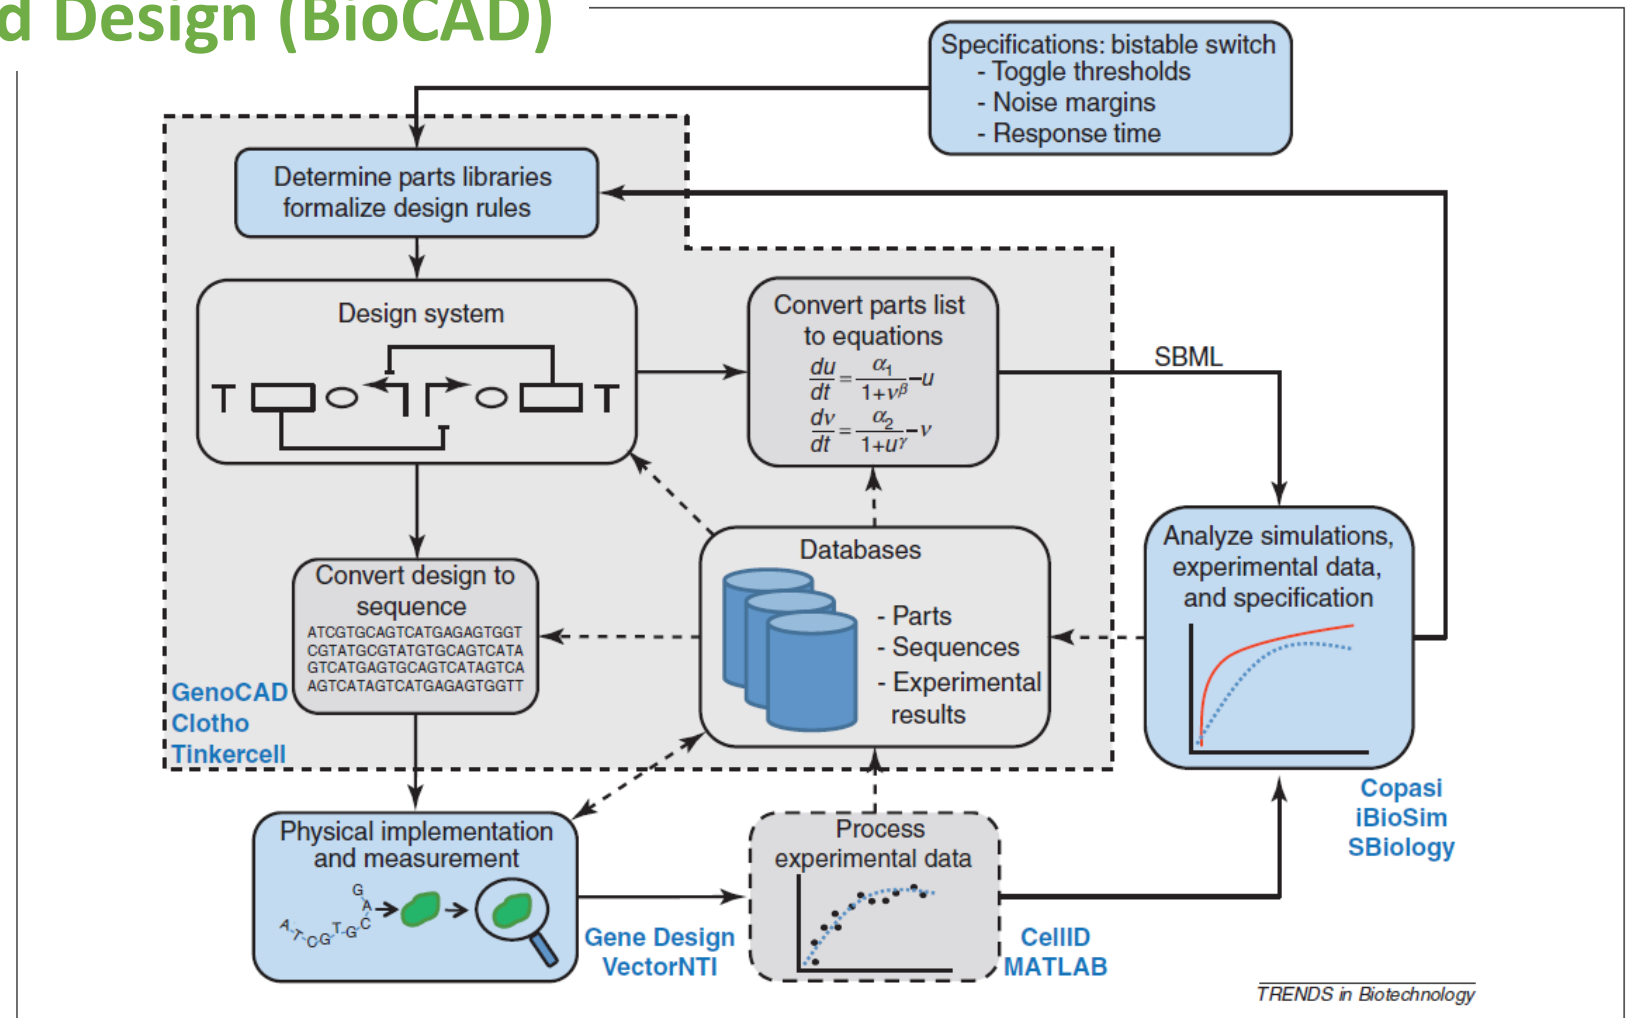 d Design (BioCAD)
Specifications: bistable switch
- Toggle thresholds
- Noise margins
- Response time
Determine parts libraries
formalize design rules
Design system
T
T
Convert parts list
to equations
du/dt = α₁/(1+v^β) – u
dv/dt = α₂/(1+u^γ) – v
SBML
Convert design to
sequence
ATCGTGCAGTCATGAGAGTGGT
CGTATGCGTATGTGCAGTCATA
GTCATGAGTGCAGTCATAGTCA
AGTCATAGTCATGAGAGTGGTT
Databases
- Parts
- Sequences
- Experimental
results
Analyze simulations,
experimental data,
and specification
GenoCAD
Clotho
Tinkercell
Copasi
iBioSim
SBiology
Physical implementation
and measurement
A T C G T G C A G
Process
experimental data
Gene Design
VectorNTI
CellID
MATLAB
TRENDS in Biotechnology